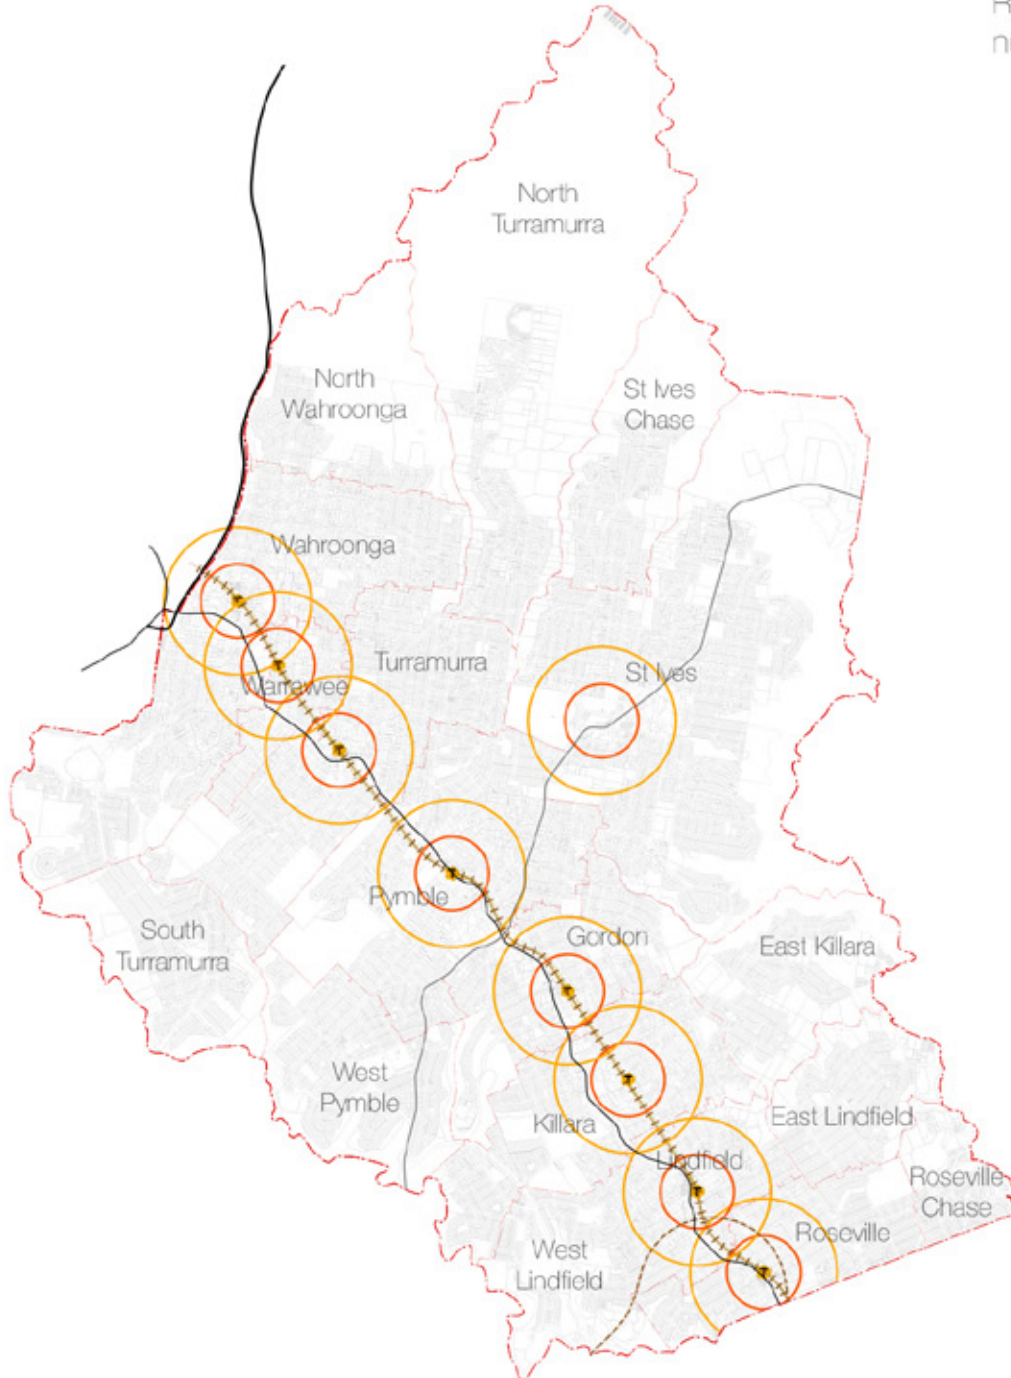 North
Turramurra
North
Wahroonga
St Ives
Chase
Wahroonga
Turramurra
St Ives
Warrawee
Pymble
South
Turramurra
Gordon
East Killara
West
Pymble
Killara
East Lindfield
Lindfield
Roseville
Chase
Roseville
West
Lindfield